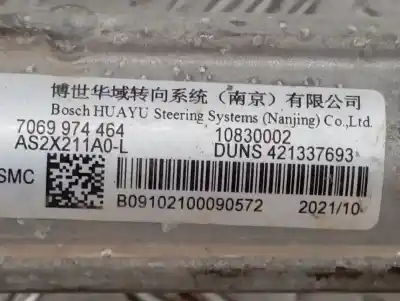 博世华域转向系统（南京）有限公司
Bosch HUAYU Steering Systems (Nanjing) Co.,Ltd.
7069 974 464 10830002
AS2X211A0-L DUNS 421337693
SMC
B09102100090572 2021/10